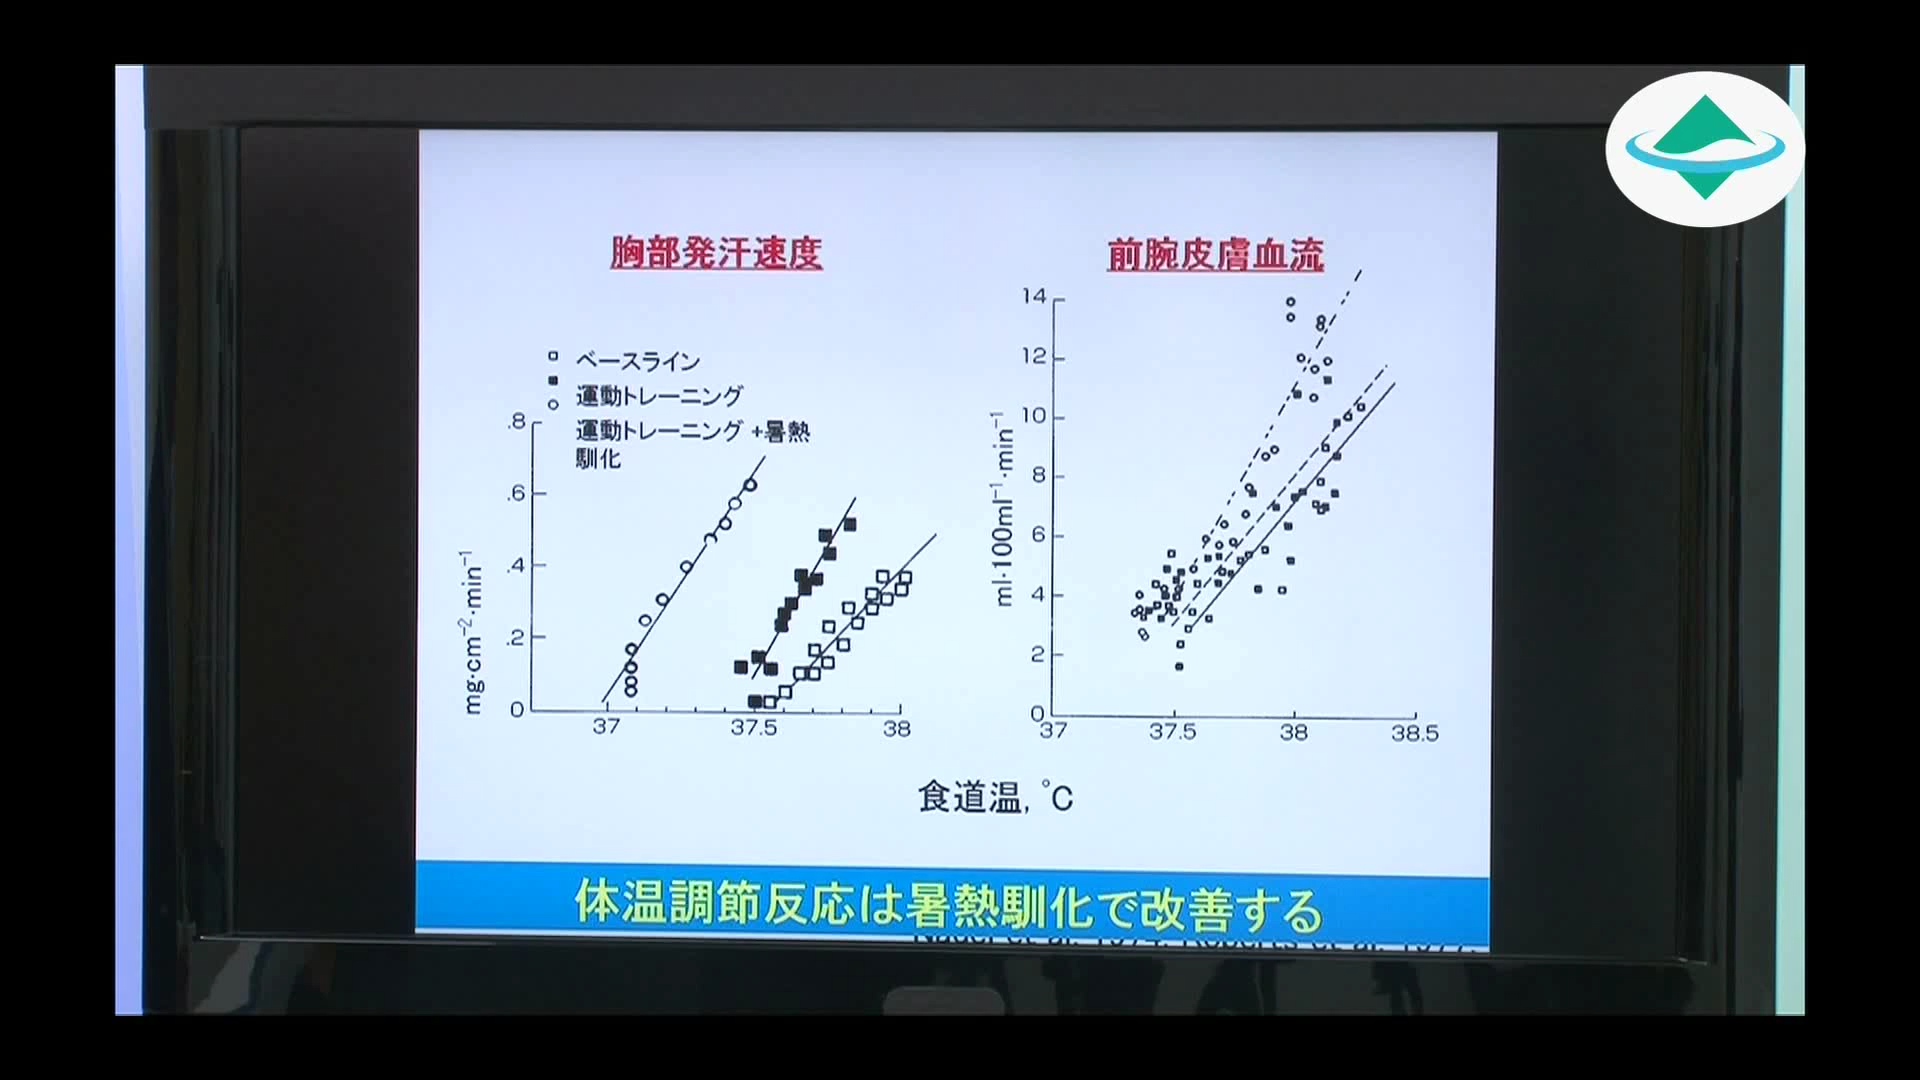 胸部発汗速度
前腕皮膚血流
ベースライン
運動トレーニング
運動トレーニング +暑熱
馴化
.8
.6
.4
.2
0
mg·cm⁻²·min⁻¹
37
37.5
38
14
12
10
8
6
4
2
0
ml·100ml⁻¹·min⁻¹
37
37.5
38
38.5
食道温, ℃
体温調節反応は暑熱馴化で改善する